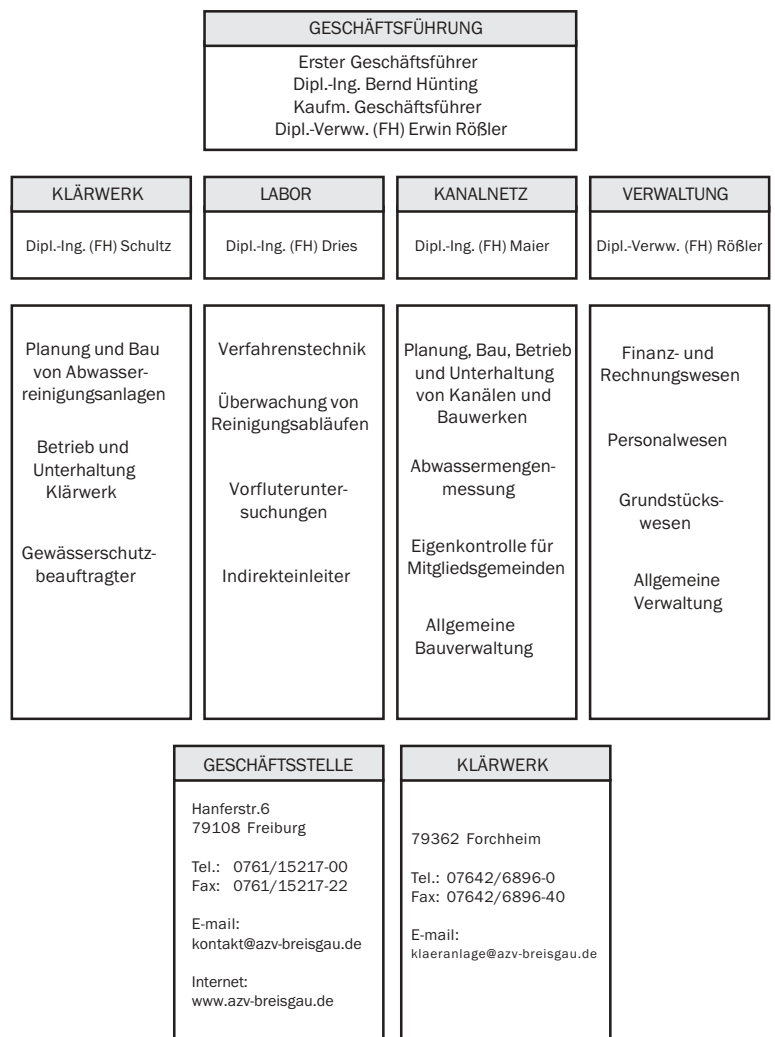 GESCHÄFTSFÜHRUNG
Erster Geschäftsführer
Dipl.-Ing. Bernd Hünting
Kaufm. Geschäftsführer
Dipl.-Verww. (FH) Erwin Rößler
KLÄRWERK
Dipl.-Ing. (FH) Schultz
LABOR
Dipl.-Ing. (FH) Dries
KANALNETZ
Dipl.-Ing. (FH) Maier
VERWALTUNG
Dipl.-Verww. (FH) Rößler
Planung und Bau
von Abwasser-
reinigungsanlagen
Betrieb und
Unterhaltung
Klärwerk
Gewässerschutz-
beauftragter
Verfahrenstechnik
Überwachung von
Reinigungsabläufen
Vorfluterunter-
suchungen
Indirekteinleiter
Planung, Bau, Betrieb
und Unterhaltung
von Kanälen und
Bauwerken
Abwassermengen-
messung
Eigenkontrolle für
Mitgliedsgemeinden
Allgemeine
Bauverwaltung
Finanz- und
Rechnungswesen
Personalwesen
Grundstücks-
wesen
Allgemeine
Verwaltung
GESCHÄFTSSTELLE
Hanferstr.6
79108 Freiburg
Tel.: 0761/15217-00
Fax: 0761/15217-22
E-mail:
kontakt@azv-breisgau.de
Internet:
www.azv-breisgau.de
KLÄRWERK
79362 Forchheim
Tel.: 07642/6896-0
Fax: 07642/6896-40
E-mail:
klaeranlage@azv-breisgau.de